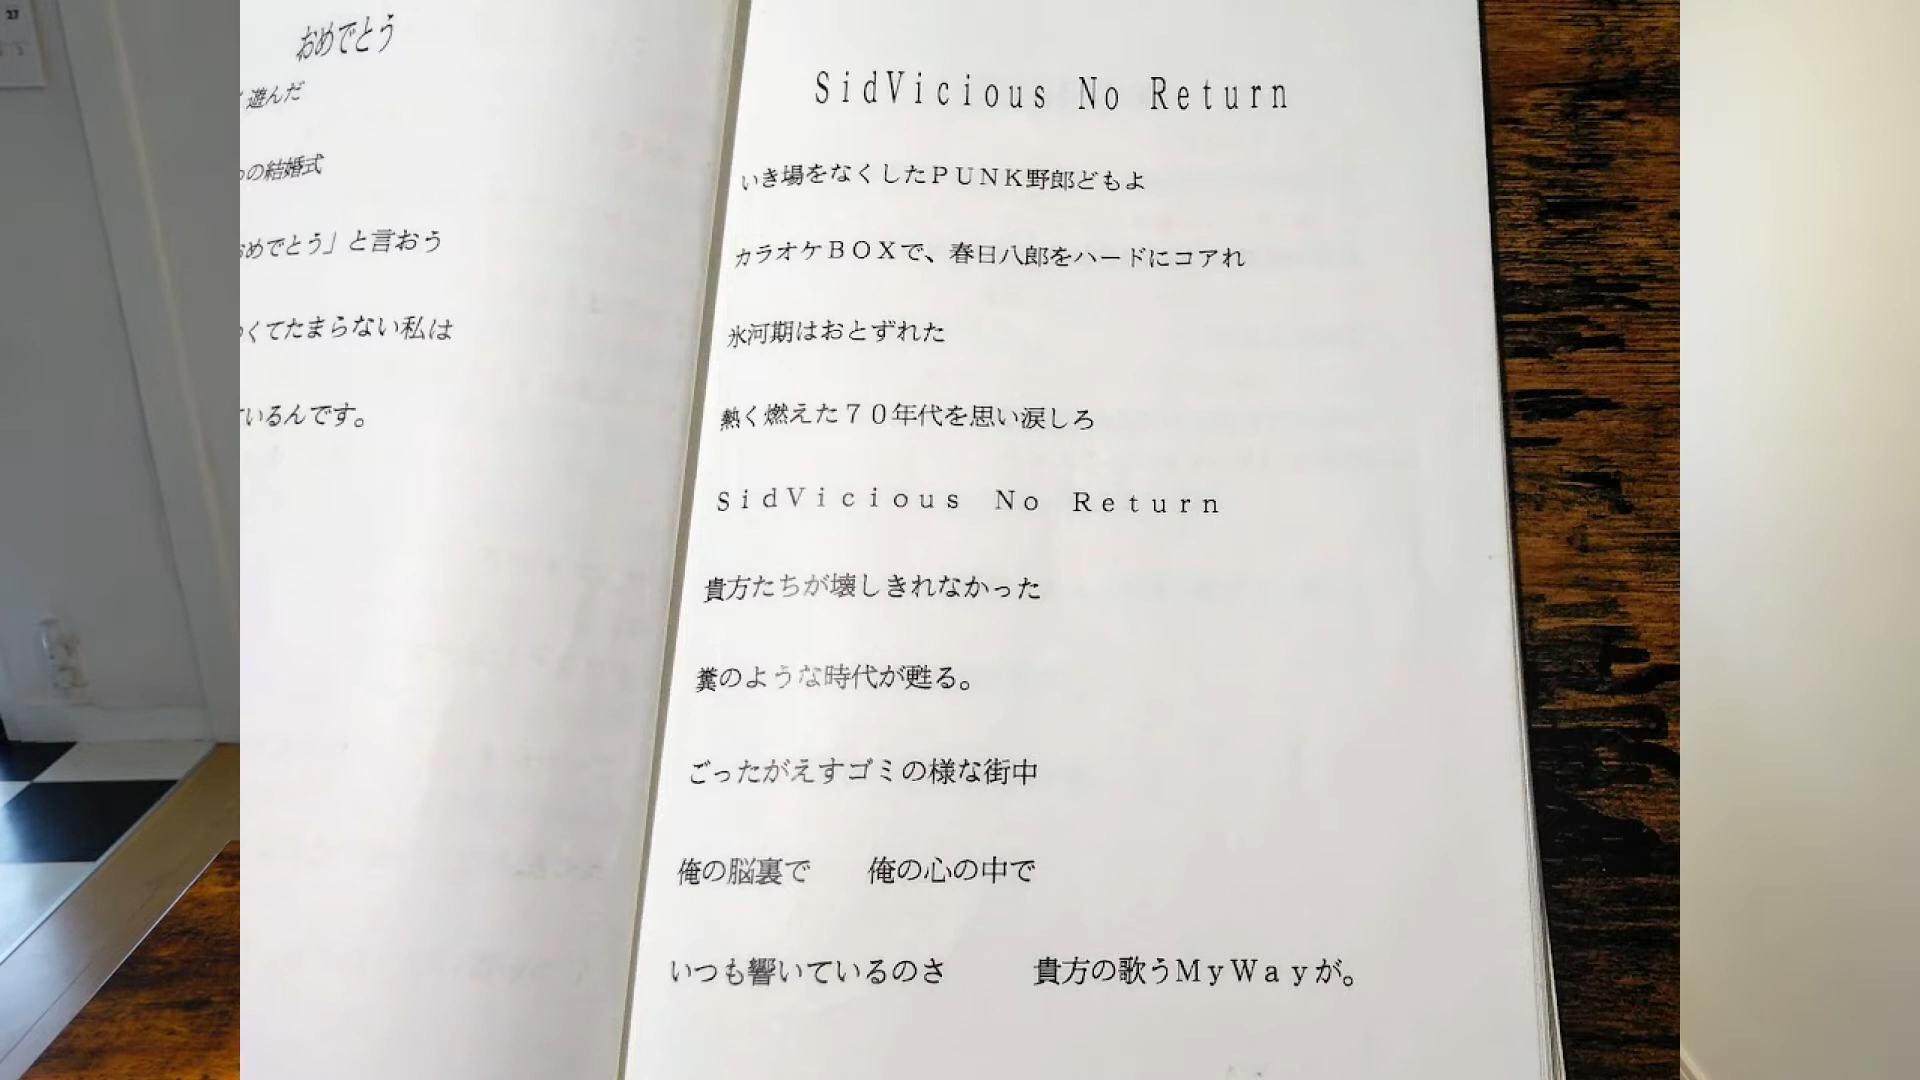 27
おめでとう
遊んだ
の結婚式
めでとう」と言おう
くてたまらない私は
いるんです。
SidVicious No Return
いき場をなくしたPUNK野郎どもよ
カラオケBOXで、春日八郎をハードにコアれ
氷河期はおとずれた
熱く燃えた70年代を思い涙しろ
SidVicious No Return
貴方たちが壊しきれなかった
糞のような時代が甦る。
ごったがえすゴミの様な街中
俺の脳裏で　俺の心の中で
いつも響いているのさ　　貴方の歌うMyWayが。